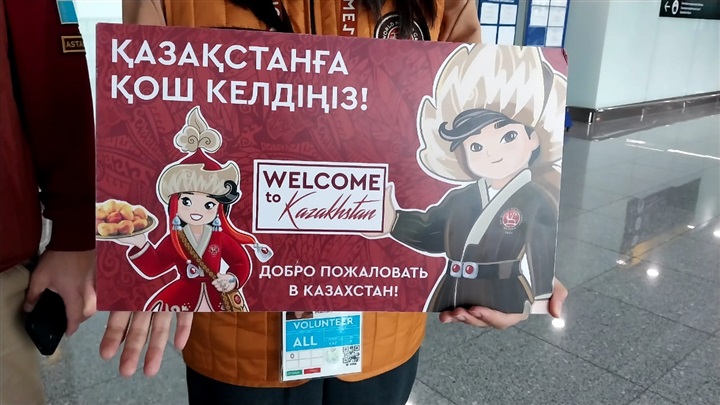 ҚАЗАҚСТАНҒА
ҚОШ КЕЛДІҢІЗ!
WELCOME
to Kazakhstan
ДОБРО ПОЖАЛОВАТЬ
В КАЗАХСТАН!
VOLUNTEER
ALL